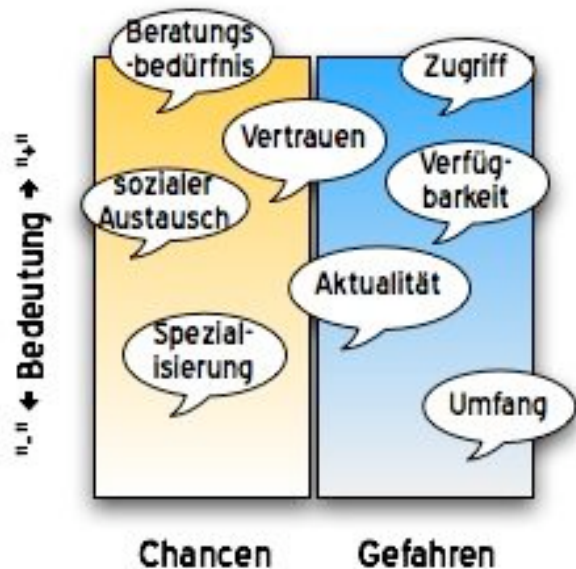 Beratungs
-bedürfnis
Zugriff
Vertrauen
Verfüg-
barkeit
sozialer
Austausch
Aktualität
Spezial-
isierung
Umfang
"-" ← Bedeutung → "+"
Chancen
Gefahren